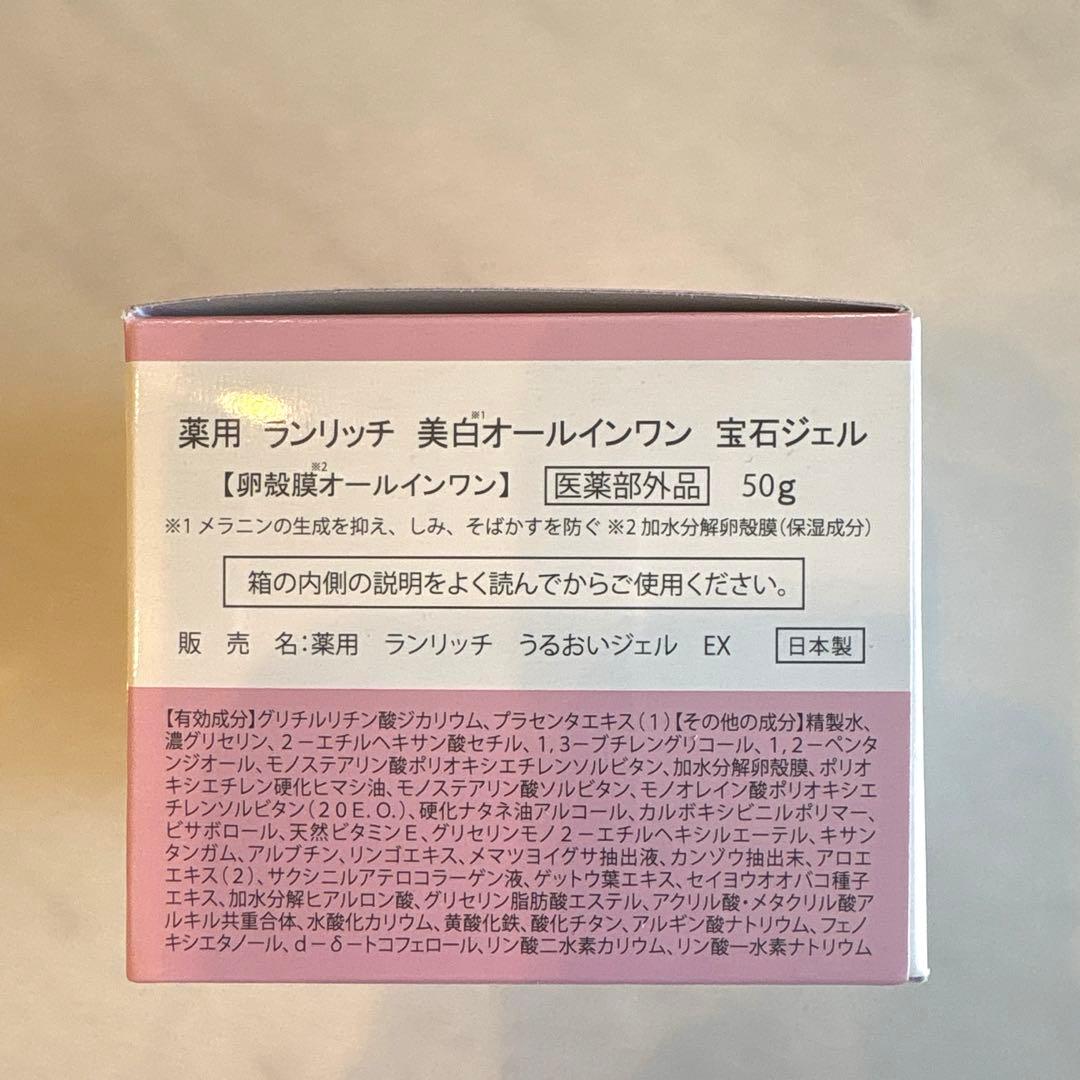 薬用 ランリッチ 美白※1オールインワン 宝石ジェル
【卵殻膜※2オールインワン】 医薬部外品 50g
※1 メラニンの生成を抑え、しみ、そばかすを防ぐ ※2 加水分解卵殻膜(保湿成分)
箱の内側の説明をよく読んでからご使用ください。
販 売 名:薬用 ランリッチ うるおいジェル EX 日本製
【有効成分】グリチルリチン酸ジカリウム、プラセンタエキス(1)【その他の成分】精製水、
濃グリセリン、2-エチルヘキサン酸セチル、1,3-ブチレングリコール、1,2-ペンタ
ンジオール、モノステアリン酸ポリオキシエチレンソルビタン、加水分解卵殻膜、ポリオ
キシエチレン硬化ヒマシ油、モノステアリン酸ソルビタン、モノオレイン酸ポリオキシエ
チレンソルビタン(20E.O.)、硬化ナタネ油アルコール、カルボキシビニルポリマー、
ビサボロール、天然ビタミンE、グリセリンモノ2-エチルヘキシルエーテル、キサン
タンガム、アルブチン、リンゴエキス、メマツヨイグサ抽出液、カンゾウ抽出末、アロエ
エキス(2)、サクシニルアテロコラーゲン液、ゲットウ葉エキス、セイヨウオオバコ種子
エキス、加水分解ヒアルロン酸、グリセリン脂肪酸エステル、アクリル酸・メタクリル酸ア
ルキル共重合体、水酸化カリウム、黄酸化鉄、酸化チタン、アルギン酸ナトリウム、フェノ
キシエタノール、d-δ-トコフェロール、リン酸二水素カリウム、リン酸一水素ナトリウム